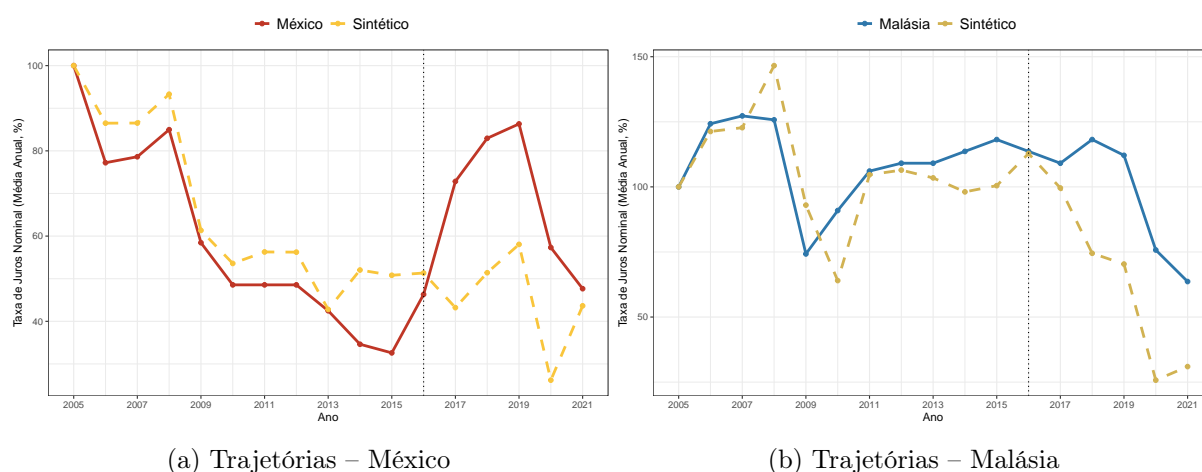 México Sintético
Taxa de Juros Nominal (Média Anual, %)
100
80
60
40
2005 2007 2009 2011 2013 2015 2017 2019 2021
Ano
(a) Trajetórias – México
Malásia Sintético
Taxa de Juros Nominal (Média Anual, %)
150
100
50
2005 2007 2009 2011 2013 2015 2017 2019 2021
Ano
(b) Trajetórias – Malásia